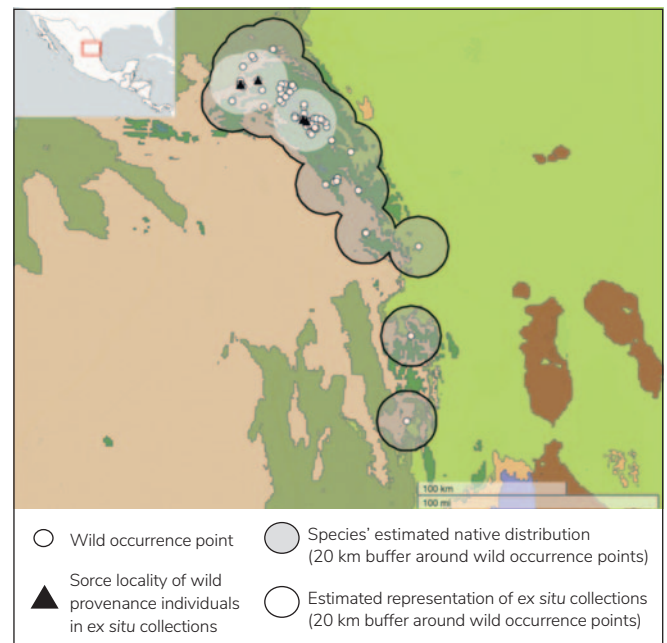 100 km
100 mi
Wild occurrence point
Sorce locality of wild
provenance individuals
in ex situ collections
Species' estimated native distribution
(20 km buffer around wild occurrence points)
Estimated representation of ex situ collections
(20 km buffer around wild occurrence points)